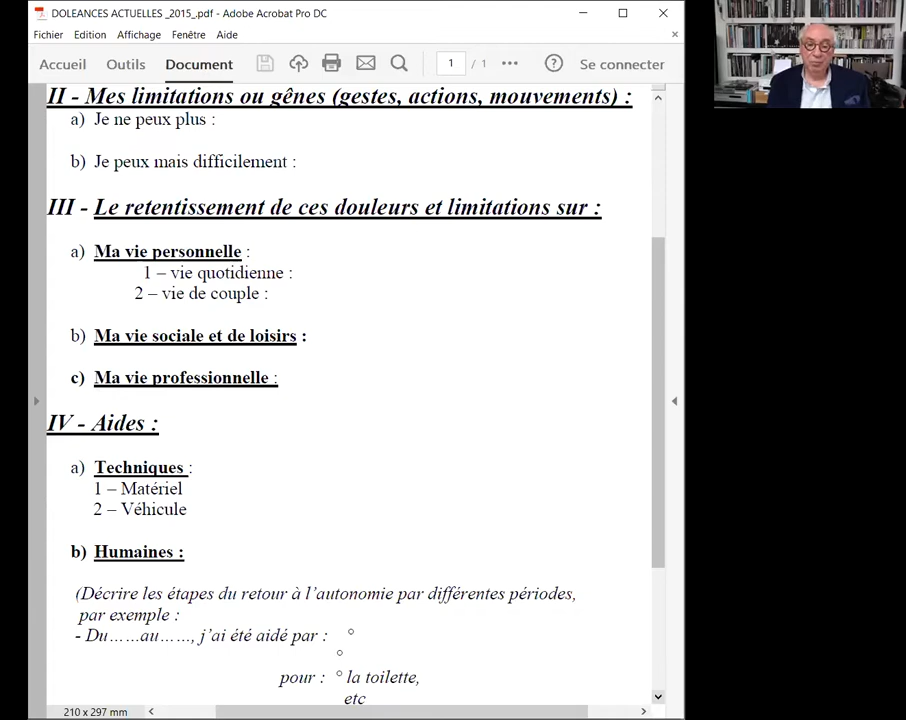 DOLEANCES ACTUELLES _2015_.pdf - Adobe Acrobat Pro DC
Fichier Edition Affichage Fenêtre Aide
Accueil Outils Document 1 / 1 Se connecter
II - Mes limitations ou gênes (gestes, actions, mouvements) :
a) Je ne peux plus :
b) Je peux mais difficilement :
III - Le retentissement de ces douleurs et limitations sur :
a) Ma vie personnelle :
1 – vie quotidienne :
2 – vie de couple :
b) Ma vie sociale et de loisirs :
c) Ma vie professionnelle :
IV - Aides :
a) Techniques :
1 – Matériel
2 – Véhicule
b) Humaines :
(Décrire les étapes du retour à l’autonomie par différentes périodes,
par exemple :
- Du……au……, j’ai été aidé par : °
°
pour : ° la toilette,
etc
210 x 297 mm